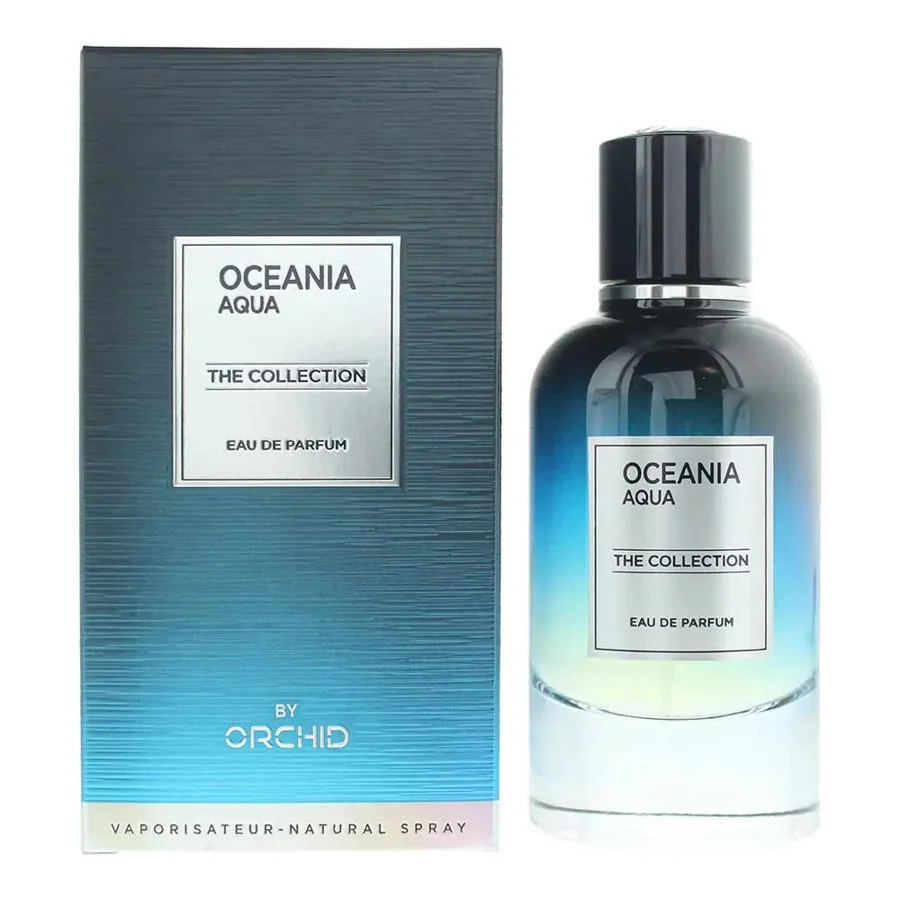 OCEANIA
AQUA
THE COLLECTION
EAU DE PARFUM
BY
ORCHID
VAPORISATEUR-NATURAL SPRAY
OCEANIA
AQUA
THE COLLECTION
EAU DE PARFUM